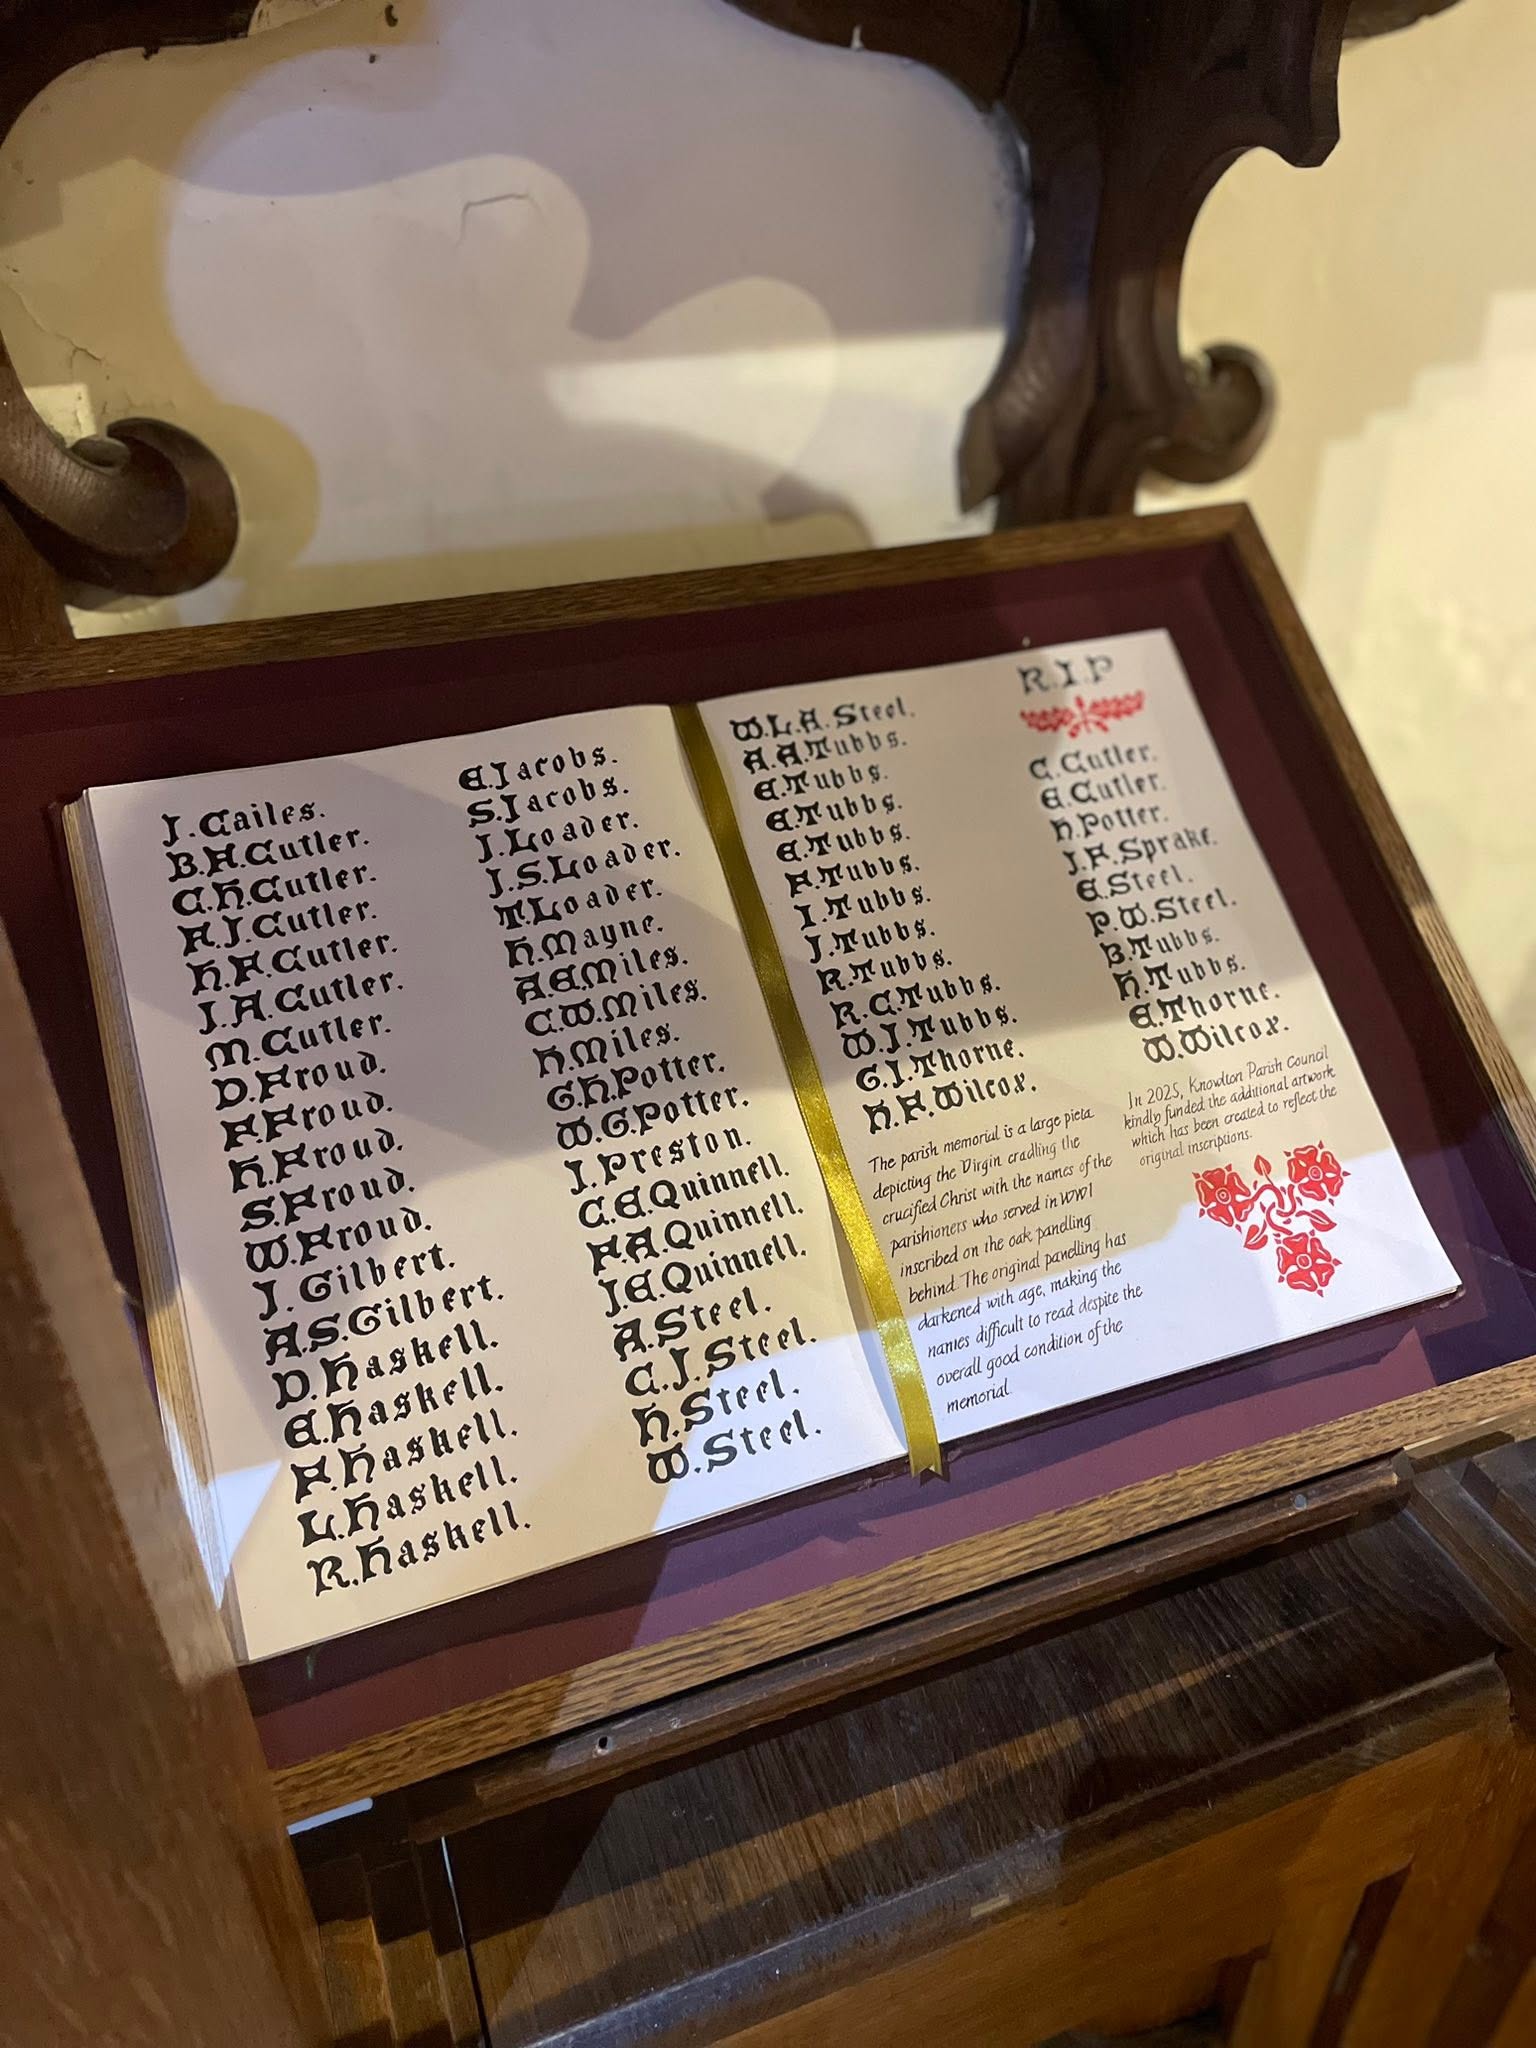 J. Cailes.
B.H. Cutler.
C.H. Cutler.
F.J. Cutler.
H.F. Cutler.
J.A. Cutler.
M. Cutler.
D. Froud.
F. Froud.
H. Froud.
S. Froud.
W. Froud.
J. Gilbert.
A.S. Gilbert.
D. Haskell.
E. Haskell.
F. Haskell.
L. Haskell.
R. Haskell.
E. Jacobs.
S. Jacobs.
J. Loader.
J.S. Loader.
T. Loader.
H. Mayne.
A.E. Miles.
C.W. Miles.
H. Miles.
G.H. Potter.
W.G. Potter.
J. Preston.
C.E. Quinnell.
F.A. Quinnell.
J.E. Quinnell.
A. Steel.
C.J. Steel.
H. Steel.
W. Steel.
W.L.A. Steel.
A.A. Tubbs.
E. Tubbs.
E. Tubbs.
E. Tubbs.
F. Tubbs.
I. Tubbs.
J. Tubbs.
R. Tubbs.
R.C. Tubbs.
W.J. Tubbs.
G.J. Thorne.
H.F. Wilcox.
The parish memorial is a large pieta
depicting the Virgin cradling the
crucified Christ with the names of the
parishioners who served in WW1
inscribed on the oak panelling
behind. The original panelling has
darkened with age, making the
names difficult to read despite the
overall good condition of the
memorial.
R.I.P
C. Cutler.
E. Cutler.
H. Potter.
J.F. Sprake.
E. Steel.
P.W. Steel.
B. Tubbs.
H. Tubbs.
E. Thorne.
W. Wilcox.
In 2025, Knowlton Parish Council
kindly funded the additional artwork
which has been created to reflect the
original inscriptions.